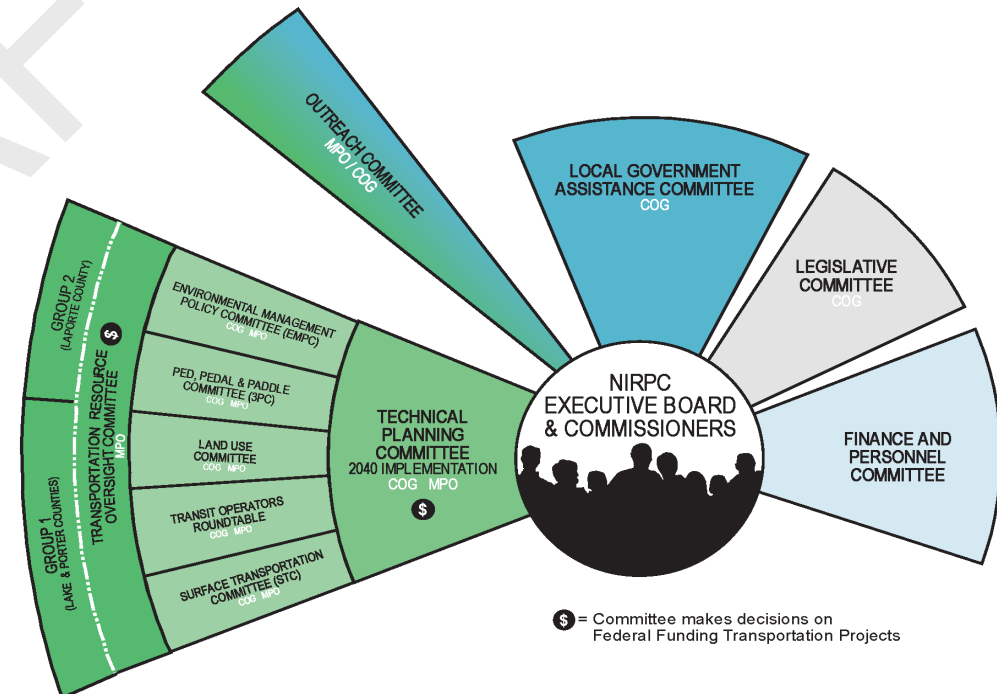 OUTREACH COMMITTEE
MPO / COG
LOCAL GOVERNMENT
ASSISTANCE COMMITTEE
COG
LEGISLATIVE
COMMITTEE
COG
FINANCE AND
PERSONNEL
COMMITTEE
NIRPC
EXECUTIVE BOARD
& COMMISSIONERS
TECHNICAL
PLANNING
COMMITTEE
2040 IMPLEMENTATION
COG MPO
$
ENVIRONMENTAL MANAGEMENT
POLICY COMMITTEE (EMPC)
COG MPO
PED, PEDAL & PADDLE
COMMITTEE (3PC)
COG MPO
LAND USE
COMMITTEE
COG MPO
TRANSIT OPERATORS
ROUNDTABLE
COG MPO
SURFACE TRANSPORTATION
COMMITTEE (STC)
COG MPO
TRANSPORTATION RESOURCE
OVERSIGHT COMMITTEE
MPO
$
GROUP 2
(LAPORTE COUNTY)
GROUP 1
(LAKE & PORTER COUNTIES)
$ = Committee makes decisions on
Federal Funding Transportation Projects